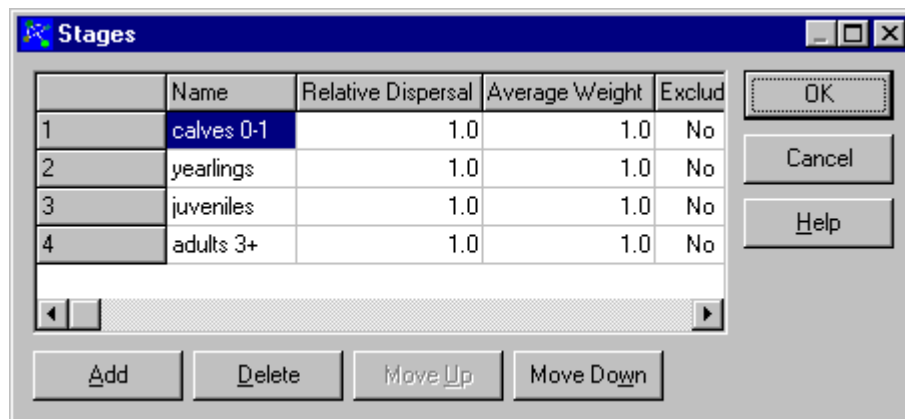 Stages
Name Relative Dispersal Average Weight Exclud
1 calves 0-1 1.0 1.0 No
2 yearlings 1.0 1.0 No
3 juveniles 1.0 1.0 No
4 adults 3+ 1.0 1.0 No
OK
Cancel
Help
Add Delete Move Up Move Down